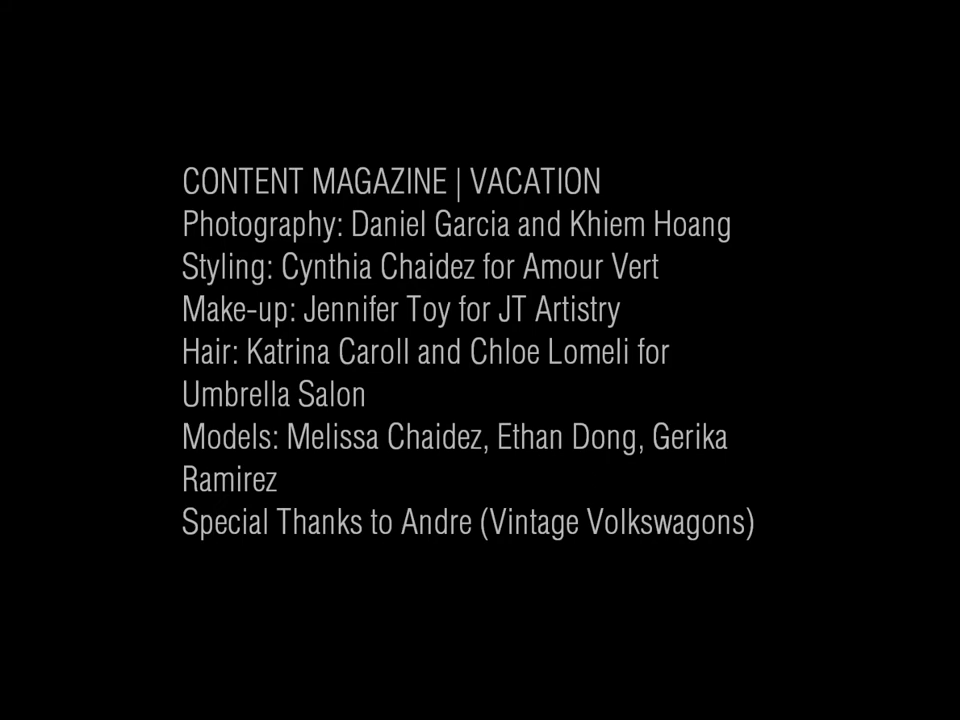 CONTENT MAGAZINE | VACATION
Photography: Daniel Garcia and Khiem Hoang
Styling: Cynthia Chaidez for Amour Vert
Make-up: Jennifer Toy for JT Artistry
Hair: Katrina Caroll and Chloe Lomeli for
Umbrella Salon
Models: Melissa Chaidez, Ethan Dong, Gerika
Ramirez
Special Thanks to Andre (Vintage Volkswagons)